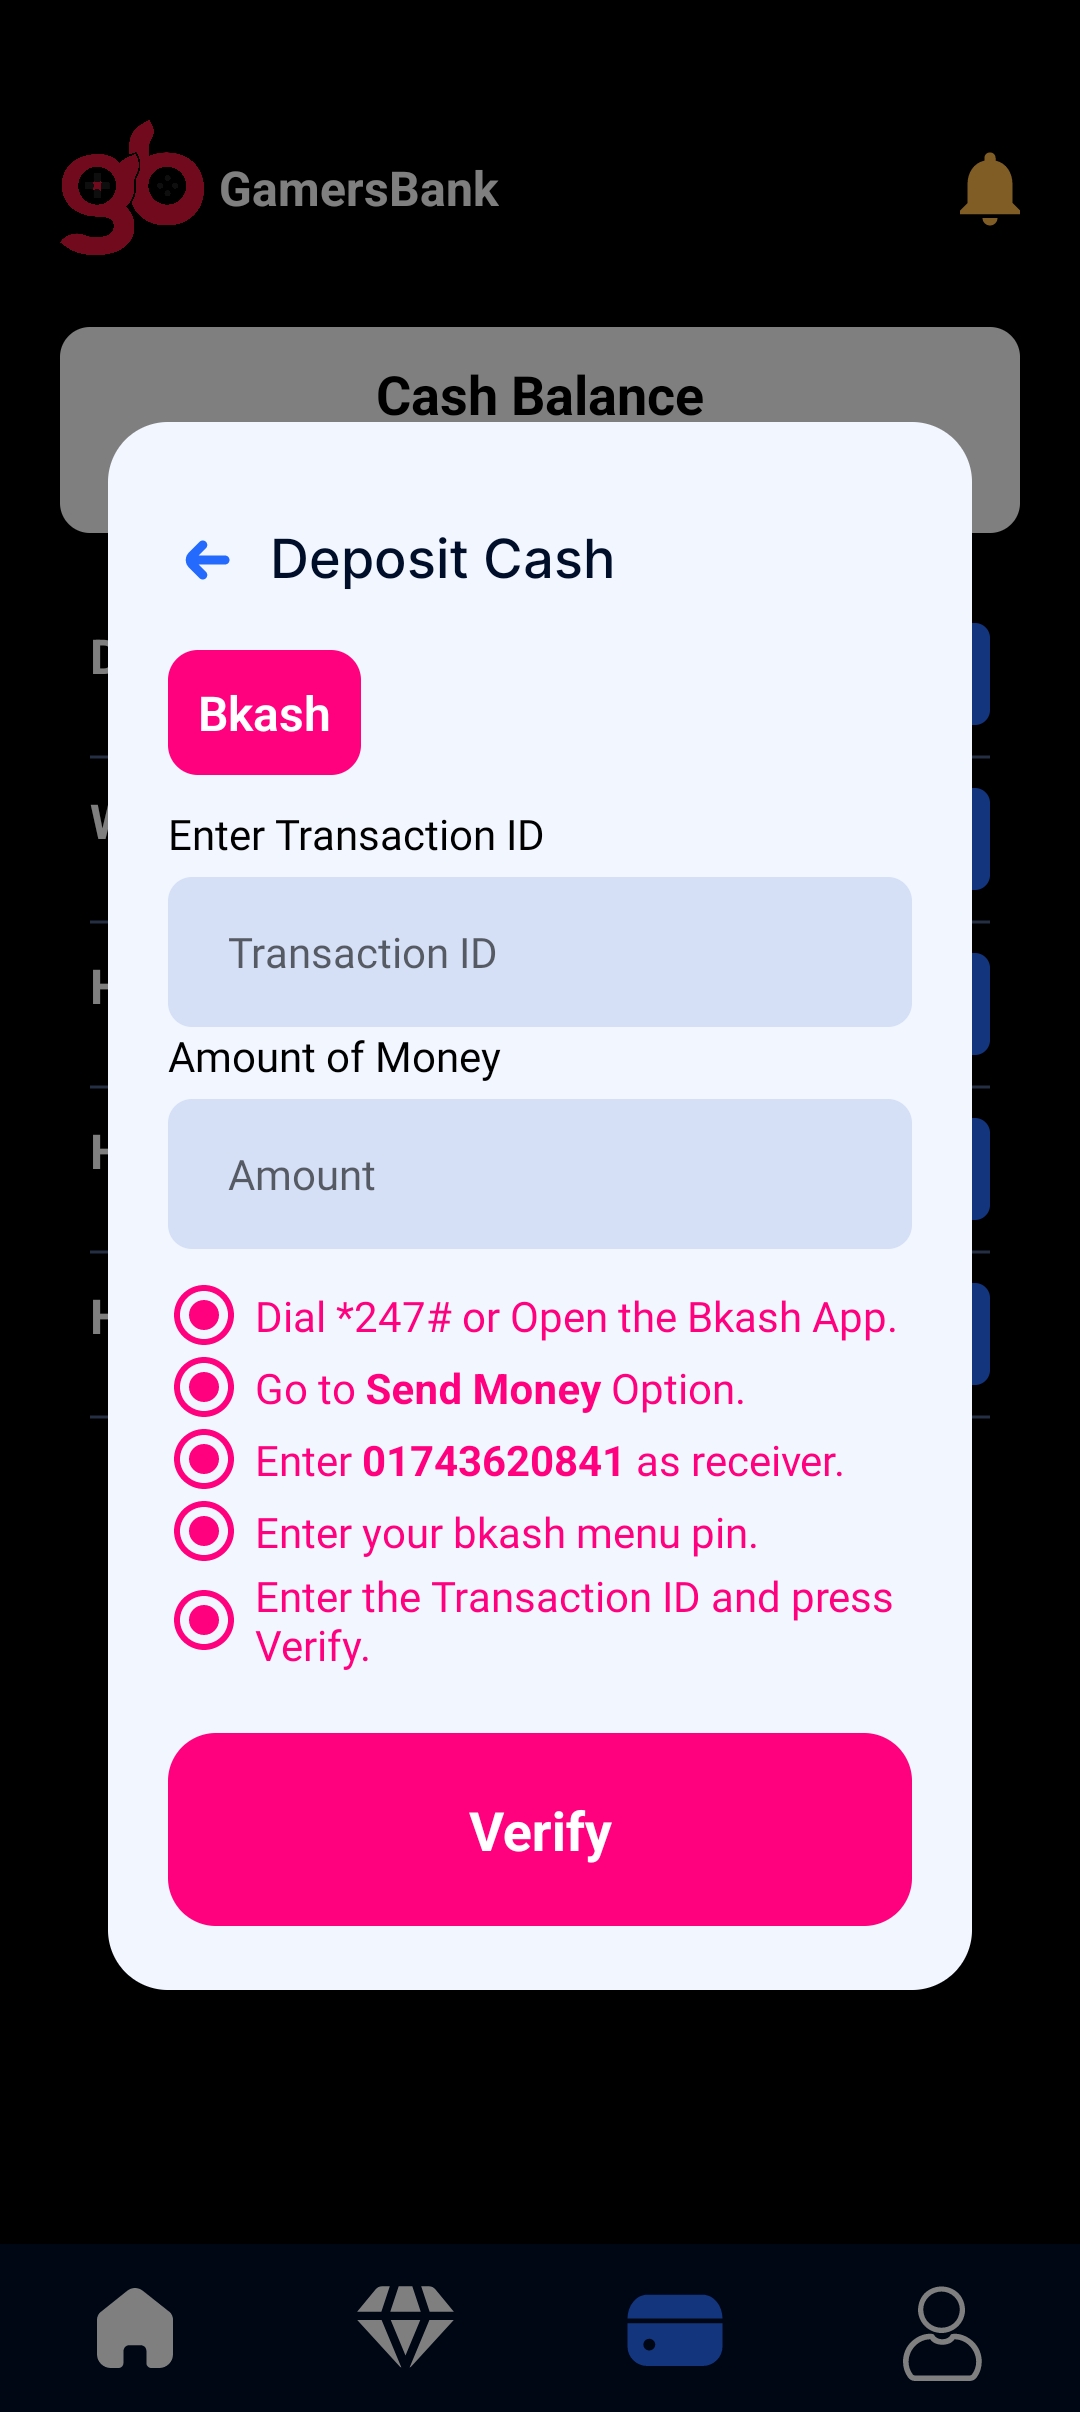 gb GamersBank
Cash Balance
Deposit Cash
Bkash
Enter Transaction ID
Transaction ID
Amount of Money
Amount
Dial *247# or Open the Bkash App.
Go to Send Money Option.
Enter 01743620841 as receiver.
Enter your bkash menu pin.
Enter the Transaction ID and press
Verify.
Verify